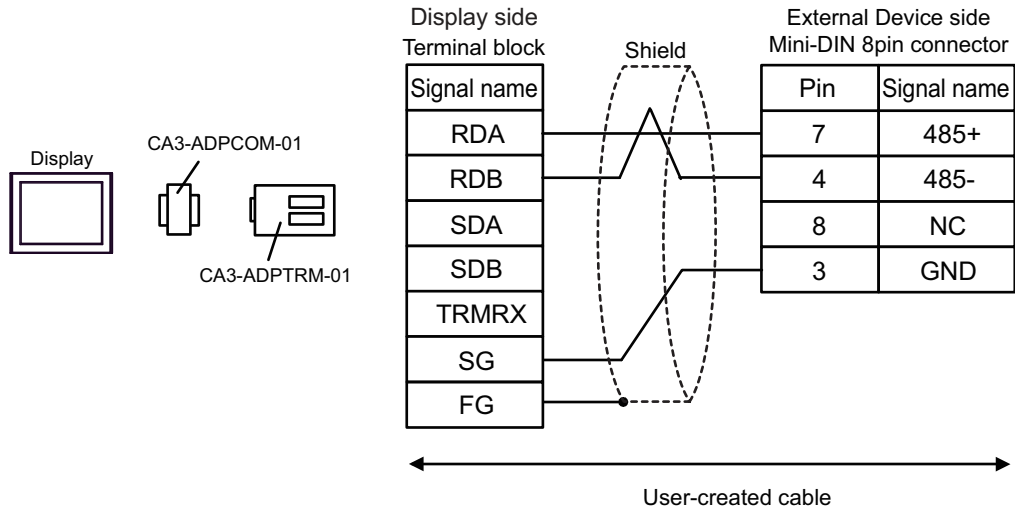 Display
CA3-ADPCOM-01
CA3-ADPTRM-01
Display side
Terminal block
Shield
External Device side
Mini-DIN 8pin connector
Signal name
RDA
RDB
SDA
SDB
TRMRX
SG
FG
Pin Signal name
7 485+
4 485-
8 NC
3 GND
User-created cable